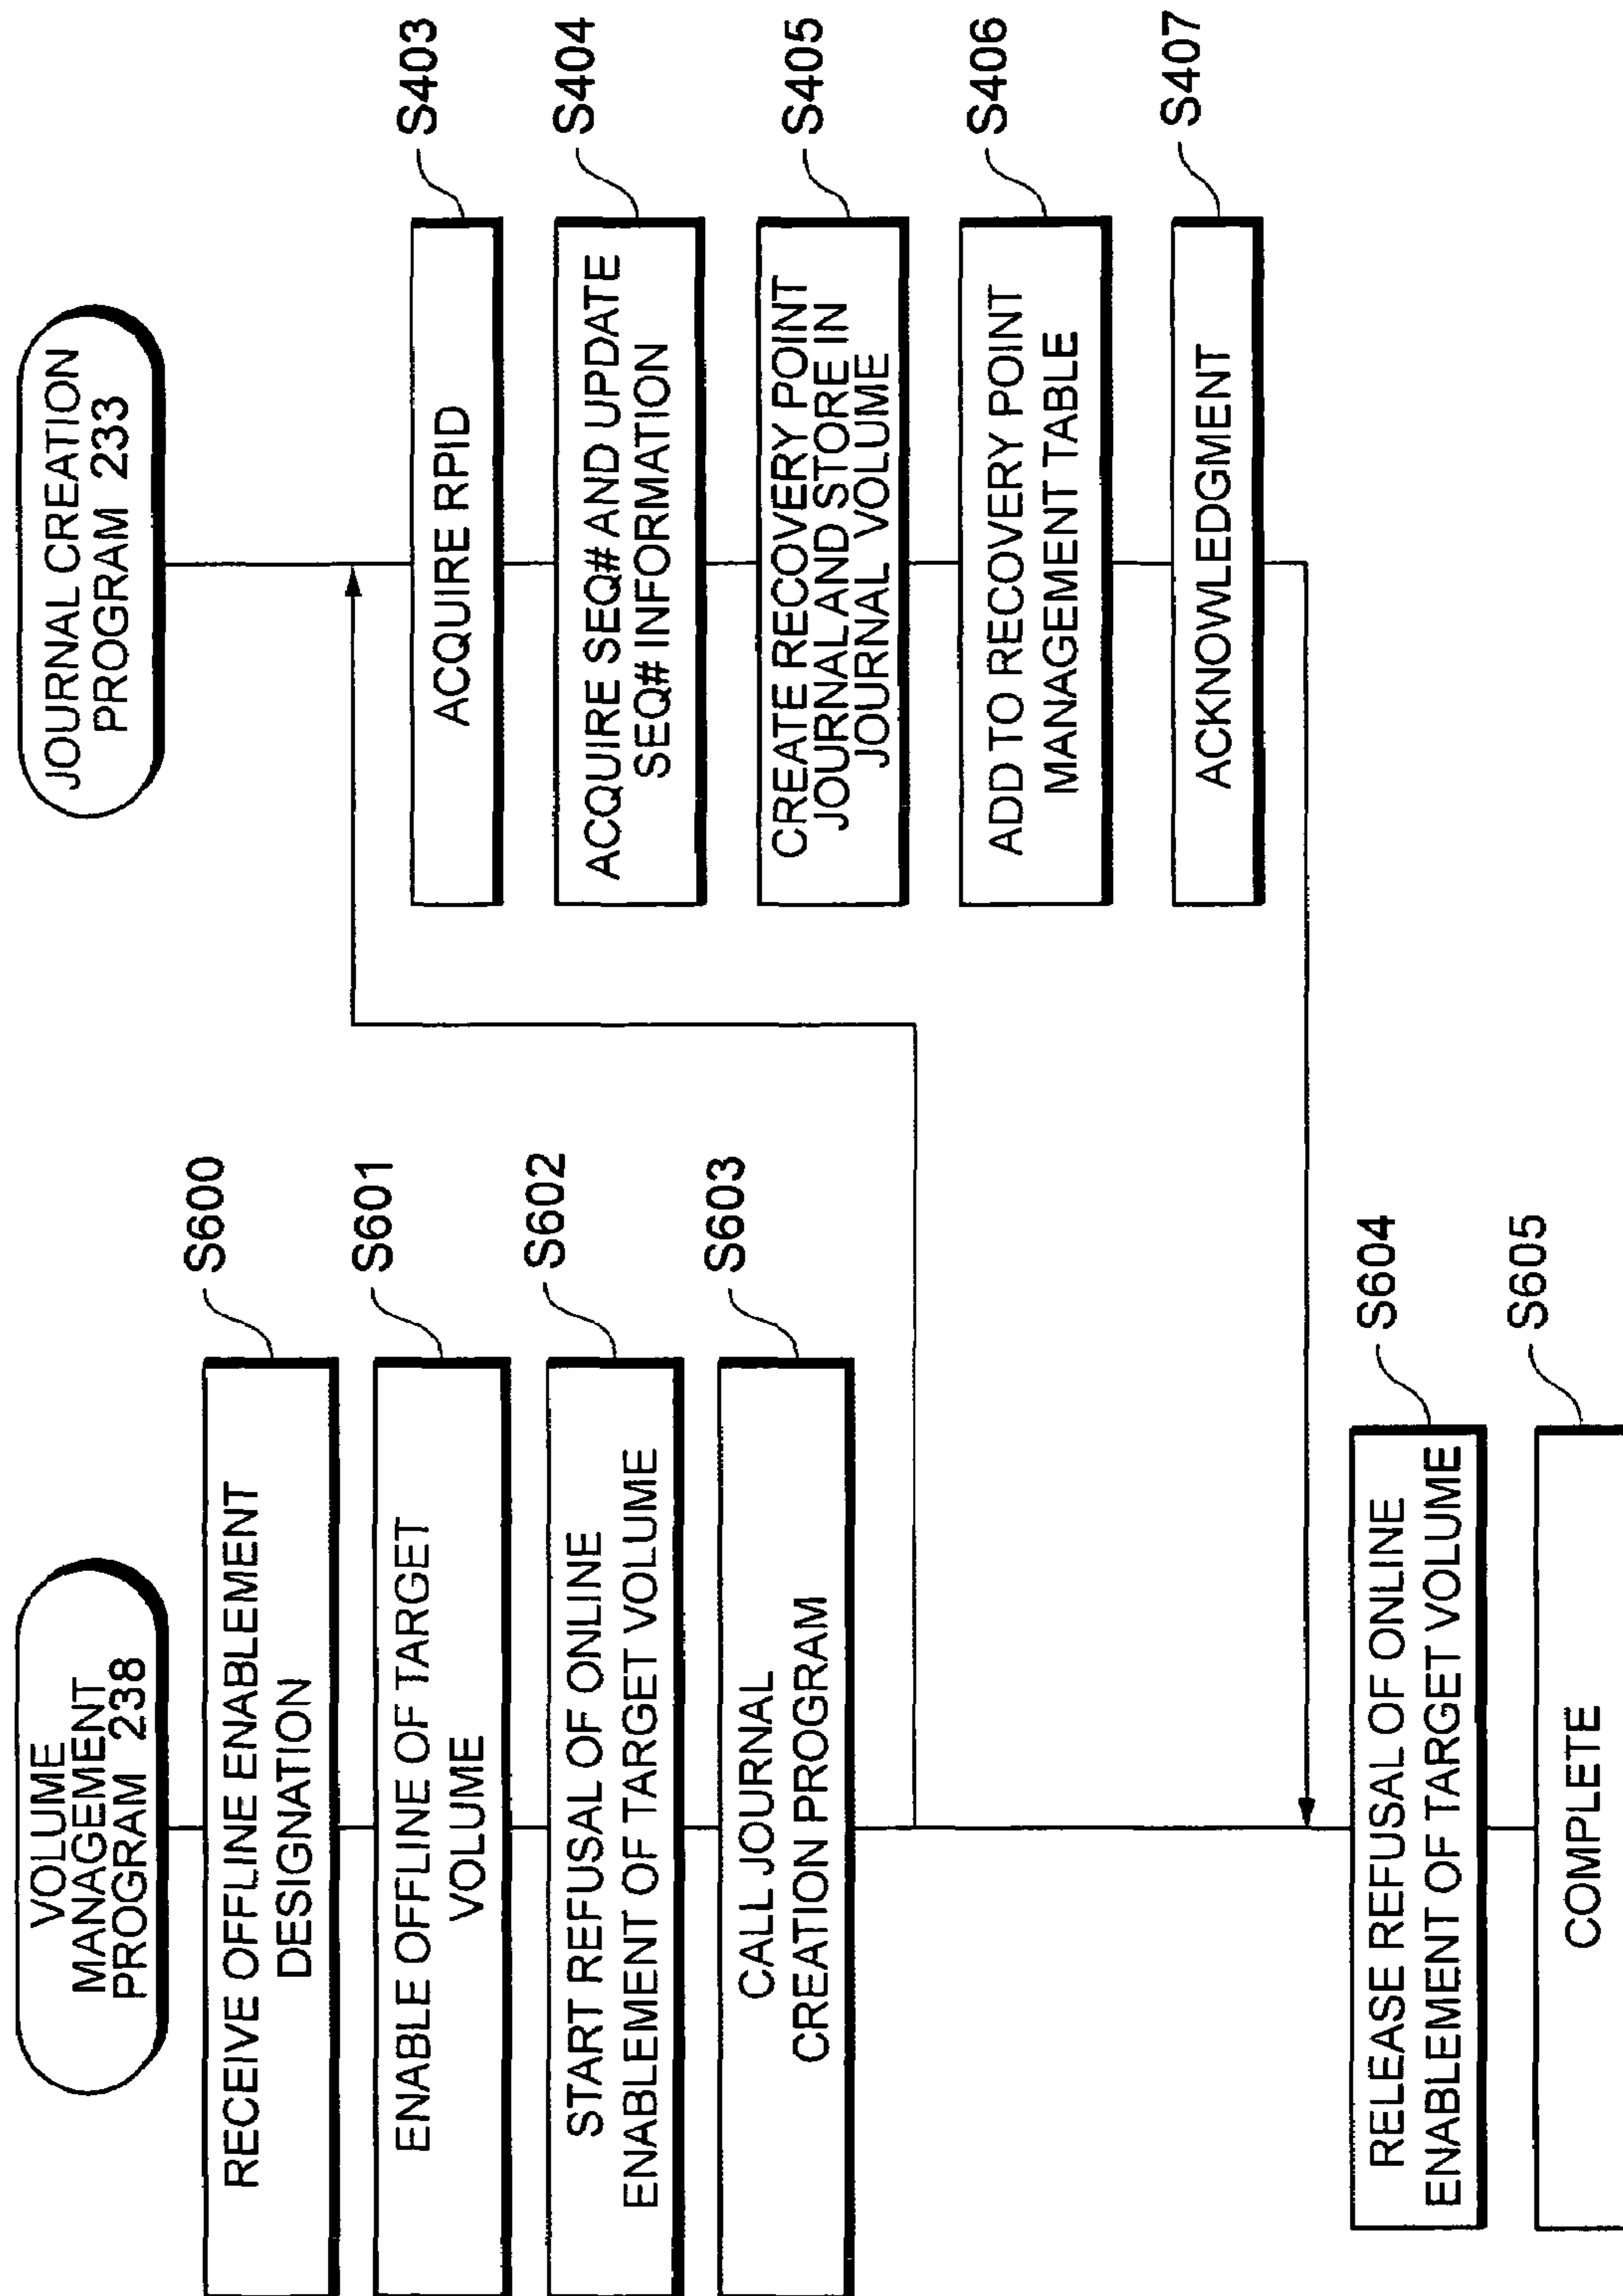 VOLUME
MANAGEMENT
PROGRAM 238
RECEIVE OFFLINE ENABLEMENT
DESIGNATION
S600
ENABLE OFFLINE OF TARGET
VOLUME
S601
START REFUSAL OF ONLINE
ENABLEMENT OF TARGET VOLUME
S602
CALL JOURNAL
CREATION PROGRAM
S603
RELEASE REFUSAL OF ONLINE
ENABLEMENT OF TARGET VOLUME
S604
COMPLETE
S605
JOURNAL CREATION
PROGRAM 233
ACQUIRE RPID
S403
ACQUIRE SEQ# AND UPDATE
SEQ# INFORMATION
S404
CREATE RECOVERY POINT
JOURNAL AND STORE IN
JOURNAL VOLUME
S405
ADD TO RECOVERY POINT
MANAGEMENT TABLE
S406
ACKNOWLEDGMENT
S407